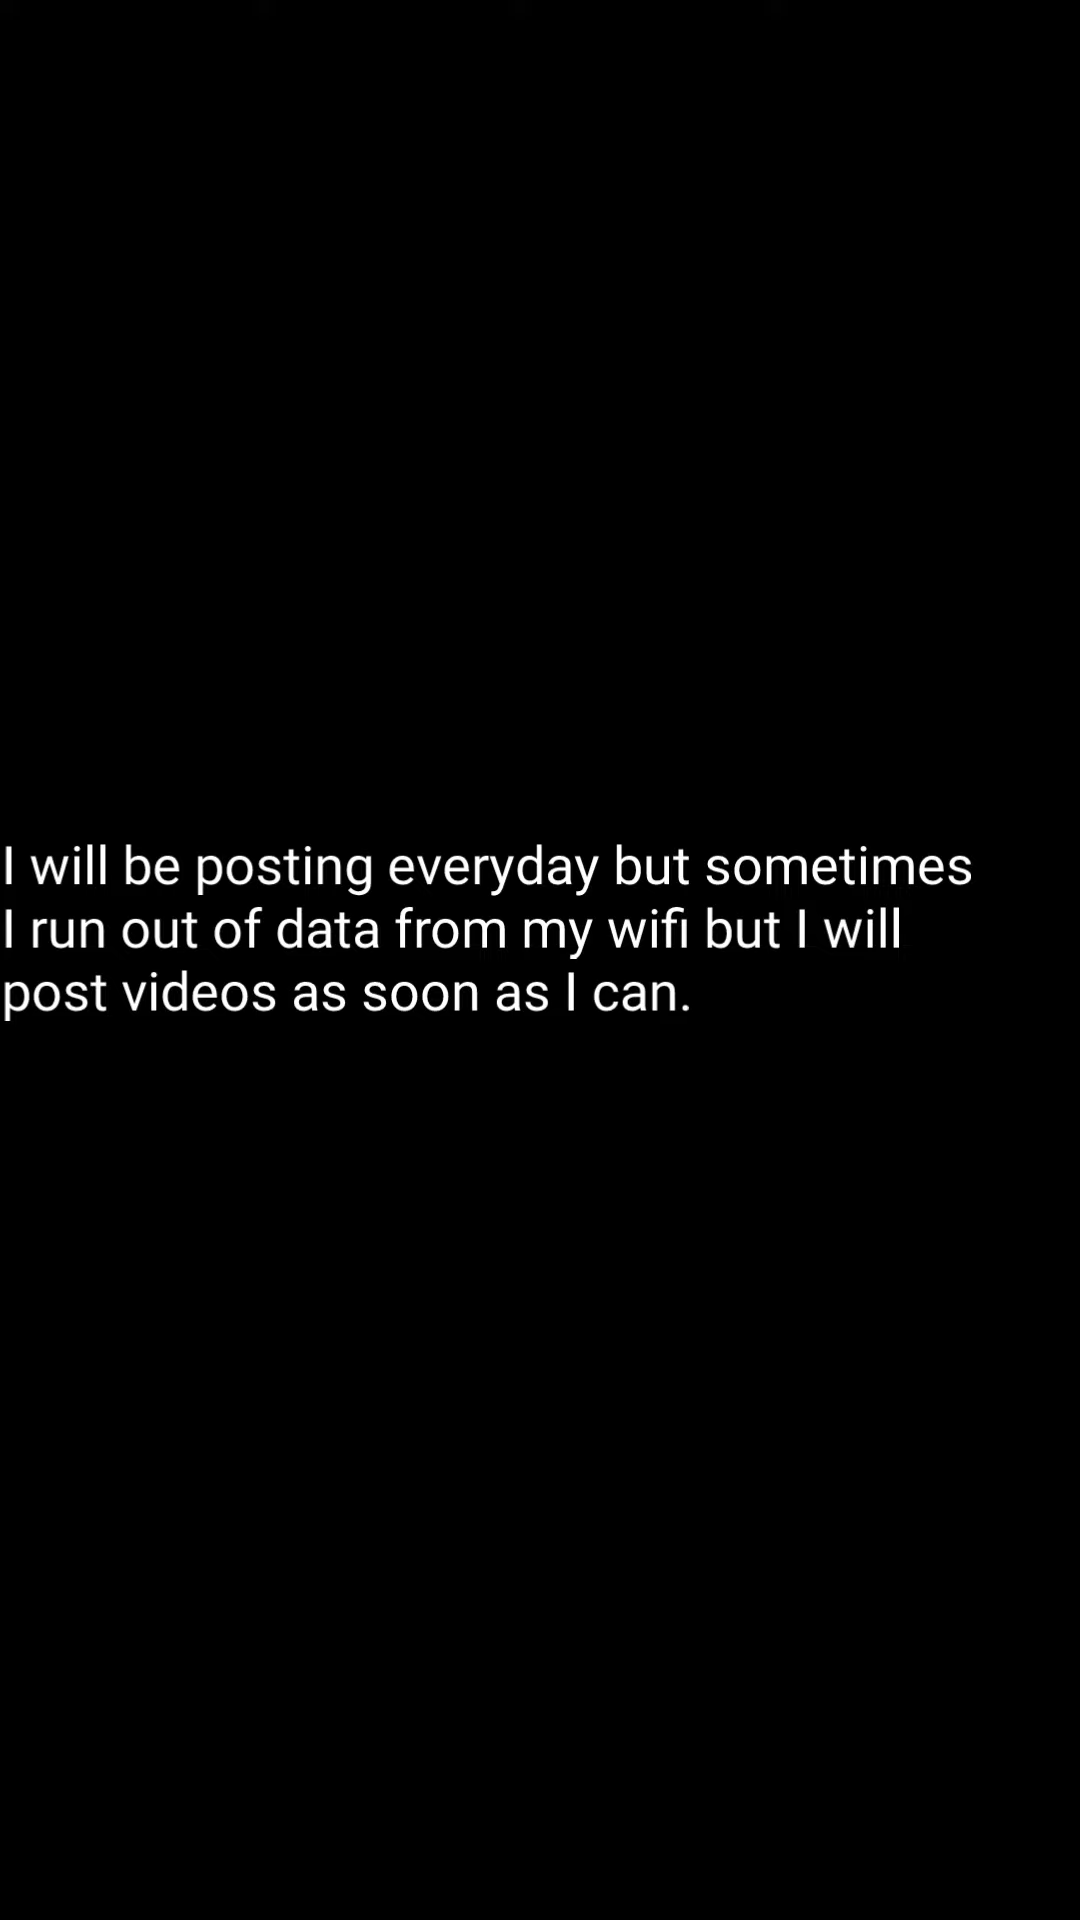 I will be posting everyday but sometimes
I run out of data from my wifi but I will
post videos as soon as I can.